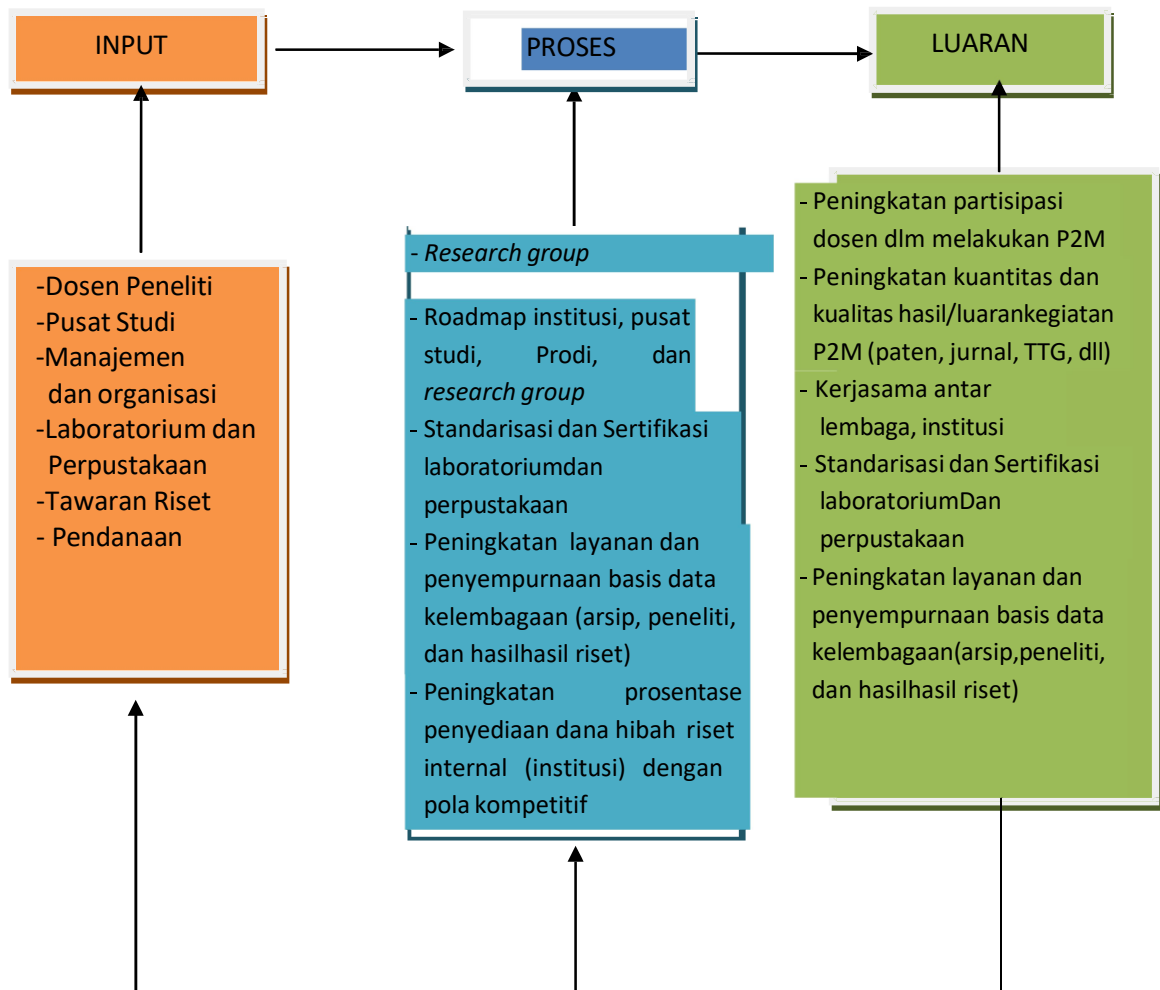 INPUT
PROSES
LUARAN
-Dosen Peneliti
-Pusat Studi
-Manajemen
dan organisasi
-Laboratorium dan
Perpustakaan
-Tawaran Riset
- Pendanaan
- Research group
- Roadmap institusi, pusat
studi, Prodi, dan
research group
- Standarisasi dan Sertifikasi
laboratoriumdan
perpustakaan
- Peningkatan layanan dan
penyempurnaan basis data
kelembagaan (arsip, peneliti,
dan hasilhasil riset)
- Peningkatan prosentase
penyediaan dana hibah riset
internal (institusi) dengan
pola kompetitif
- Peningkatan partisipasi
dosen dlm melakukan P2M
- Peningkatan kuantitas dan
kualitas hasil/luarankegiatan
P2M (paten, jurnal, TTG, dll)
- Kerjasama antar
lembaga, institusi
- Standarisasi dan Sertifikasi
laboratoriumDan
perpustakaan
- Peningkatan layanan dan
penyempurnaan basis data
kelembagaan(arsip,peneliti,
dan hasilhasil riset)